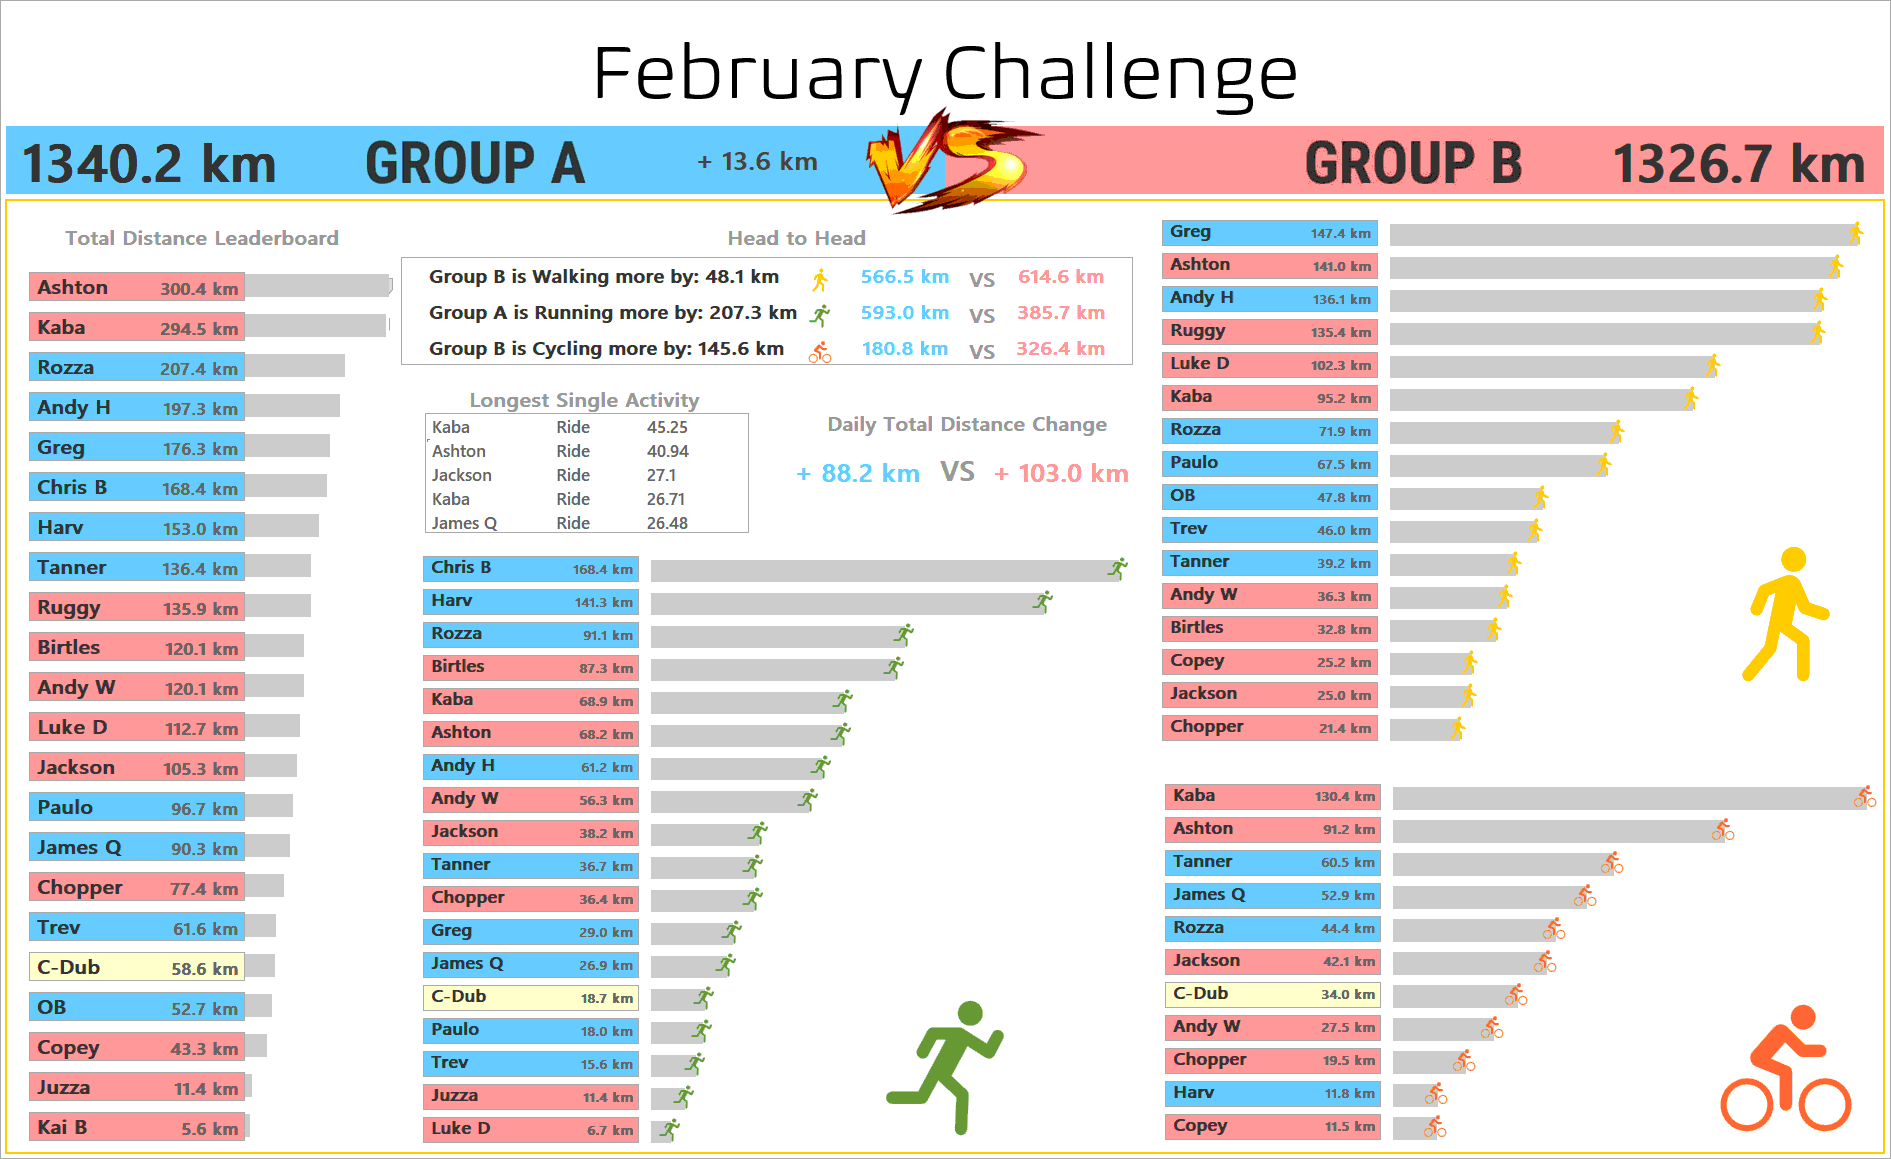 February Challenge
1340.2 km GROUP A + 13.6 km VS GROUP B 1326.7 km
Total Distance Leaderboard
Ashton 300.4 km
Kaba 294.5 km
Rozza 207.4 km
Andy H 197.3 km
Greg 176.3 km
Chris B 168.4 km
Harv 153.0 km
Tanner 136.4 km
Ruggy 135.9 km
Birtles 120.1 km
Andy W 120.1 km
Luke D 112.7 km
Jackson 105.3 km
Paulo 96.7 km
James Q 90.3 km
Chopper 77.4 km
Trev 61.6 km
C-Dub 58.6 km
OB 52.7 km
Copey 43.3 km
Juzza 11.4 km
Kai B 5.6 km
Head to Head
Group B is Walking more by: 48.1 km 566.5 km VS 614.6 km
Group A is Running more by: 207.3 km 593.0 km VS 385.7 km
Group B is Cycling more by: 145.6 km 180.8 km VS 326.4 km
Longest Single Activity
Kaba Ride 45.25
Ashton Ride 40.94
Jackson Ride 27.1
Kaba Ride 26.71
James Q Ride 26.48
Daily Total Distance Change
+ 88.2 km VS + 103.0 km
Chris B 168.4 km
Harv 141.3 km
Rozza 91.1 km
Birtles 87.3 km
Kaba 68.9 km
Ashton 68.2 km
Andy H 61.2 km
Andy W 56.3 km
Jackson 38.2 km
Tanner 36.7 km
Chopper 36.4 km
Greg 29.0 km
James Q 26.9 km
C-Dub 18.7 km
Paulo 18.0 km
Trev 15.6 km
Juzza 11.4 km
Luke D 6.7 km
Greg 147.4 km
Ashton 141.0 km
Andy H 136.1 km
Ruggy 135.4 km
Luke D 102.3 km
Kaba 95.2 km
Rozza 71.9 km
Paulo 67.5 km
OB 47.8 km
Trev 46.0 km
Tanner 39.2 km
Andy W 36.3 km
Birtles 32.8 km
Copey 25.2 km
Jackson 25.0 km
Chopper 21.4 km
Kaba 130.4 km
Ashton 91.2 km
Tanner 60.5 km
James Q 52.9 km
Rozza 44.4 km
Jackson 42.1 km
C-Dub 34.0 km
Andy W 27.5 km
Chopper 19.5 km
Harv 11.8 km
Copey 11.5 km